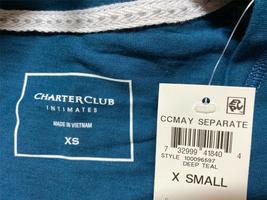 CHARTER CLUB
INTIMATES
MADE IN VIETNAM
XS
CCMAY SEPARATE
7 32999 41840 4
STYLE 100096597
DEEP TEAL
X SMALL